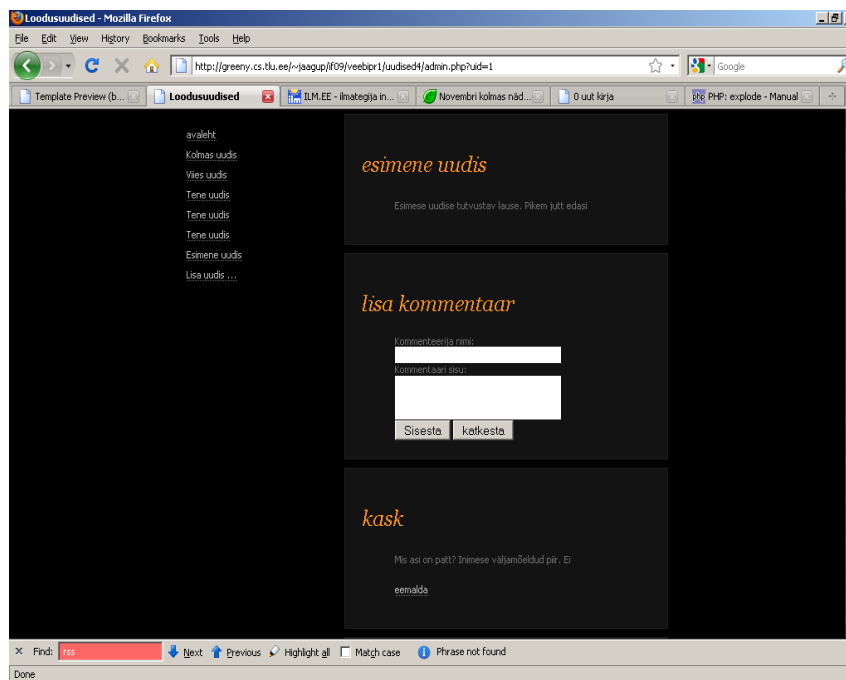 Loodusuudised - Mozilla Firefox
File Edit View History Bookmarks Tools Help
http://greeny.cs.tlu.ee/~jaagup/if09/veebipr1/uudised4/admin.php?uid=1 Google
Template Preview (b... Loodusuudised ILM.EE - ilmategija in... Novembri kolmas näd... 0 uut kirja php PHP: explode - Manual
avaleht
Kolmas uudis
Viies uudis
Tene uudis
Tene uudis
Tene uudis
Esimene uudis
Lisa uudis ...
esimene uudis
Esimese uudise tutvustav lause. Pikem jutt edasi
lisa kommentaar
Kommenteerija nimi:
Kommentaari sisu:
Sisesta katkesta
kask
Mis asi on patt? Inimese väljamõeldud piir. Ei
eemalda
Find: rss Next Previous Highlight all Match case Phrase not found
Done